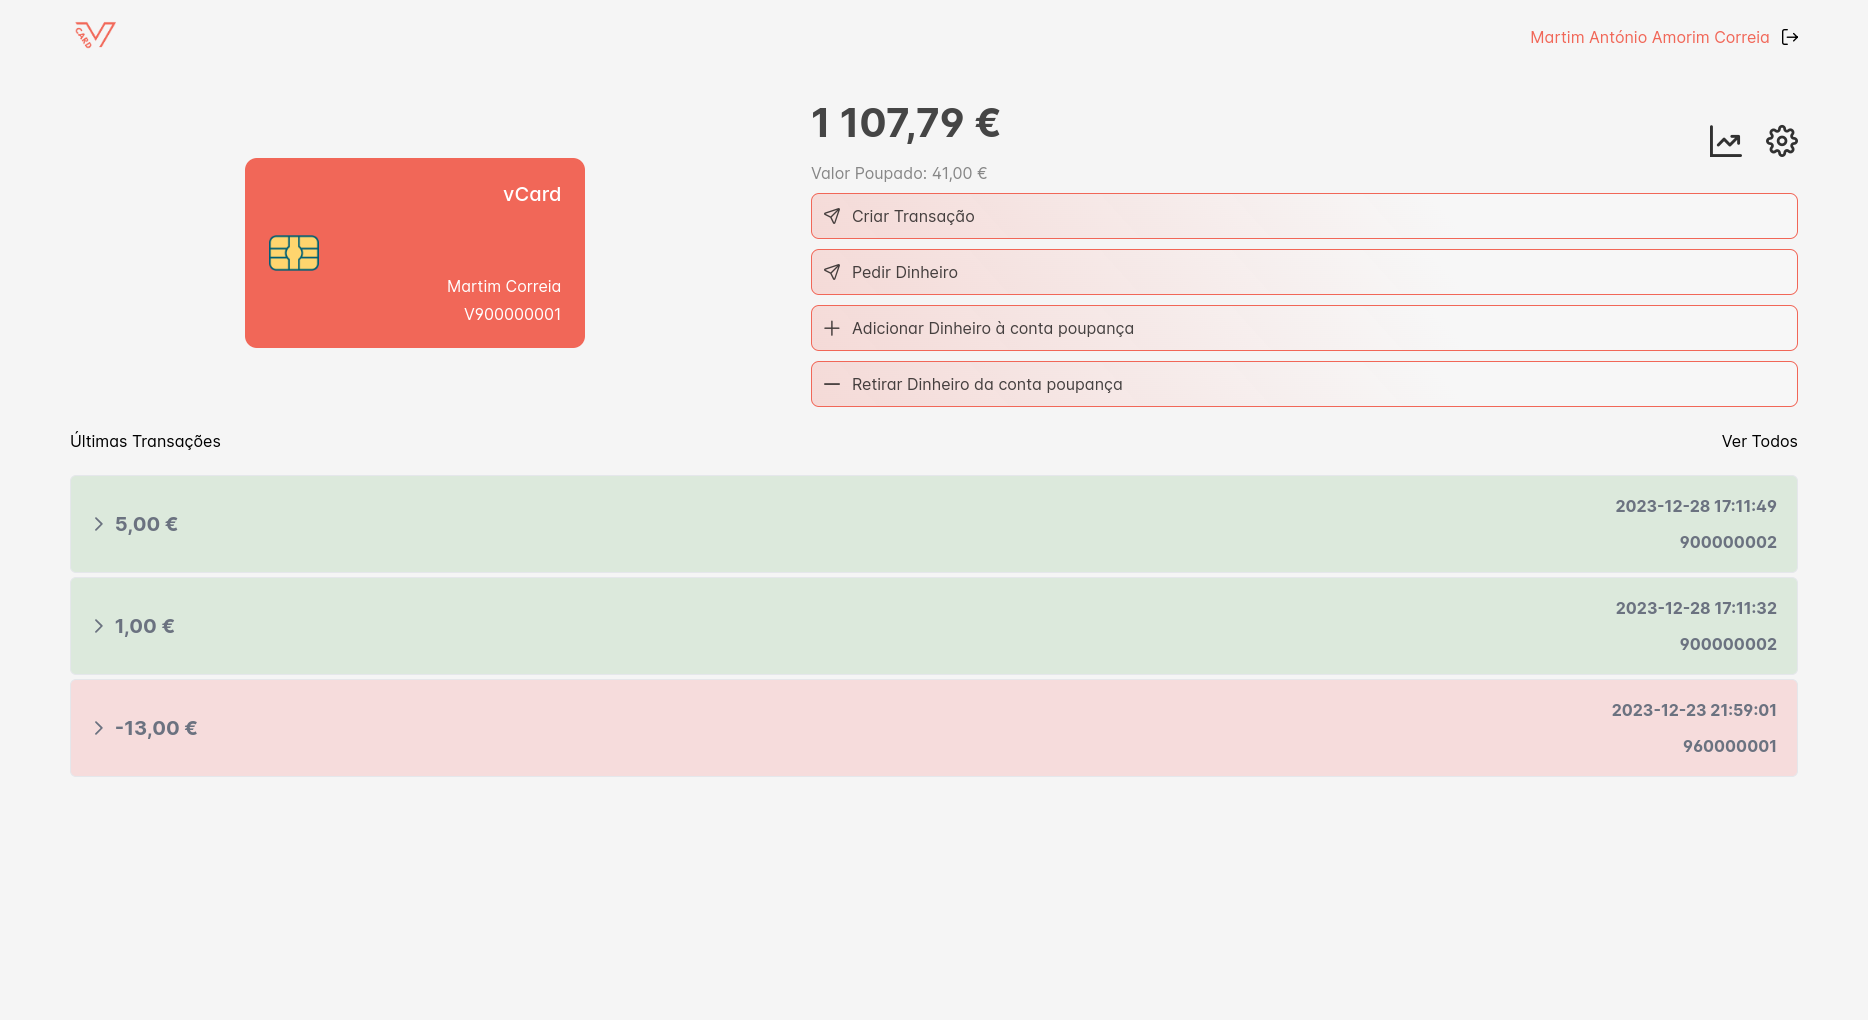 V CARD
Martim António Amorim Correia
1 107,79 €
Valor Poupado: 41,00 €
vCard
Martim Correia
V900000001
Criar Transação
Pedir Dinheiro
Adicionar Dinheiro à conta poupança
Retirar Dinheiro da conta poupança
Últimas Transações
Ver Todos
5,00 €
2023-12-28 17:11:49
900000002
1,00 €
2023-12-28 17:11:32
900000002
-13,00 €
2023-12-23 21:59:01
960000001